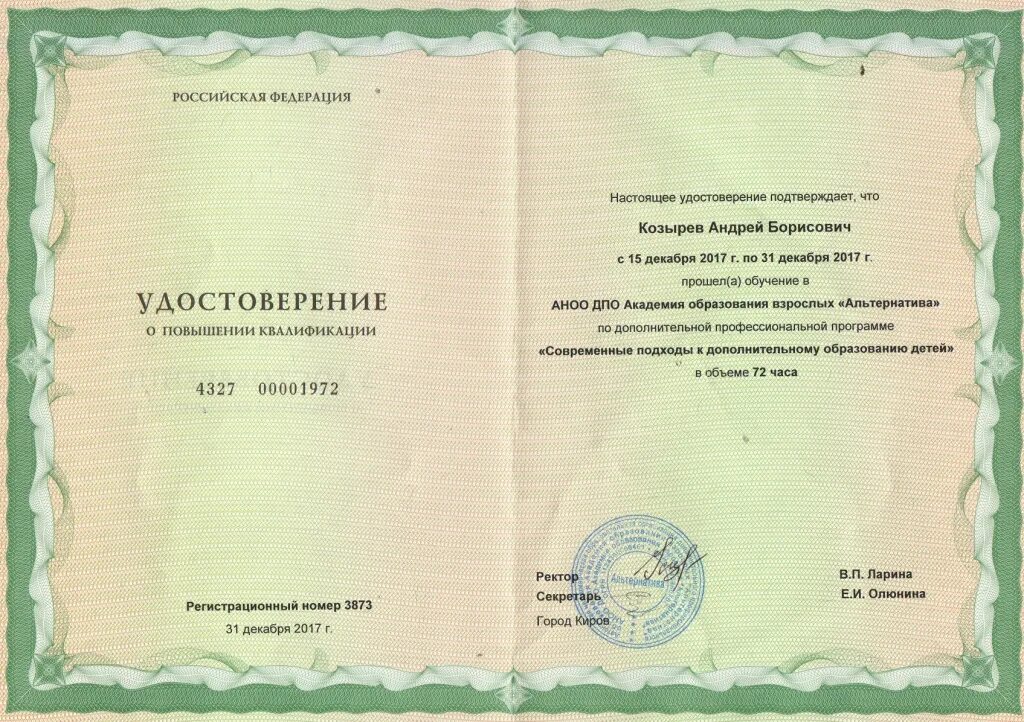 РОССИЙСКАЯ ФЕДЕРАЦИЯ
УДОСТОВЕРЕНИЕ
О ПОВЫШЕНИИ КВАЛИФИКАЦИИ
4327 00001972
Регистрационный номер 3873
31 декабря 2017 г.
Настоящее удостоверение подтверждает, что
Козырев Андрей Борисович
с 15 декабря 2017 г. по 31 декабря 2017 г.
прошел(а) обучение в
АНОО ДПО Академия образования взрослых «Альтернатива»
по дополнительной профессиональной программе
«Современные подходы к дополнительному образованию детей»
в объеме 72 часа
Ректор В.П. Ларина
Секретарь Е.И. Олюнина
Город Киров
Альтернатива